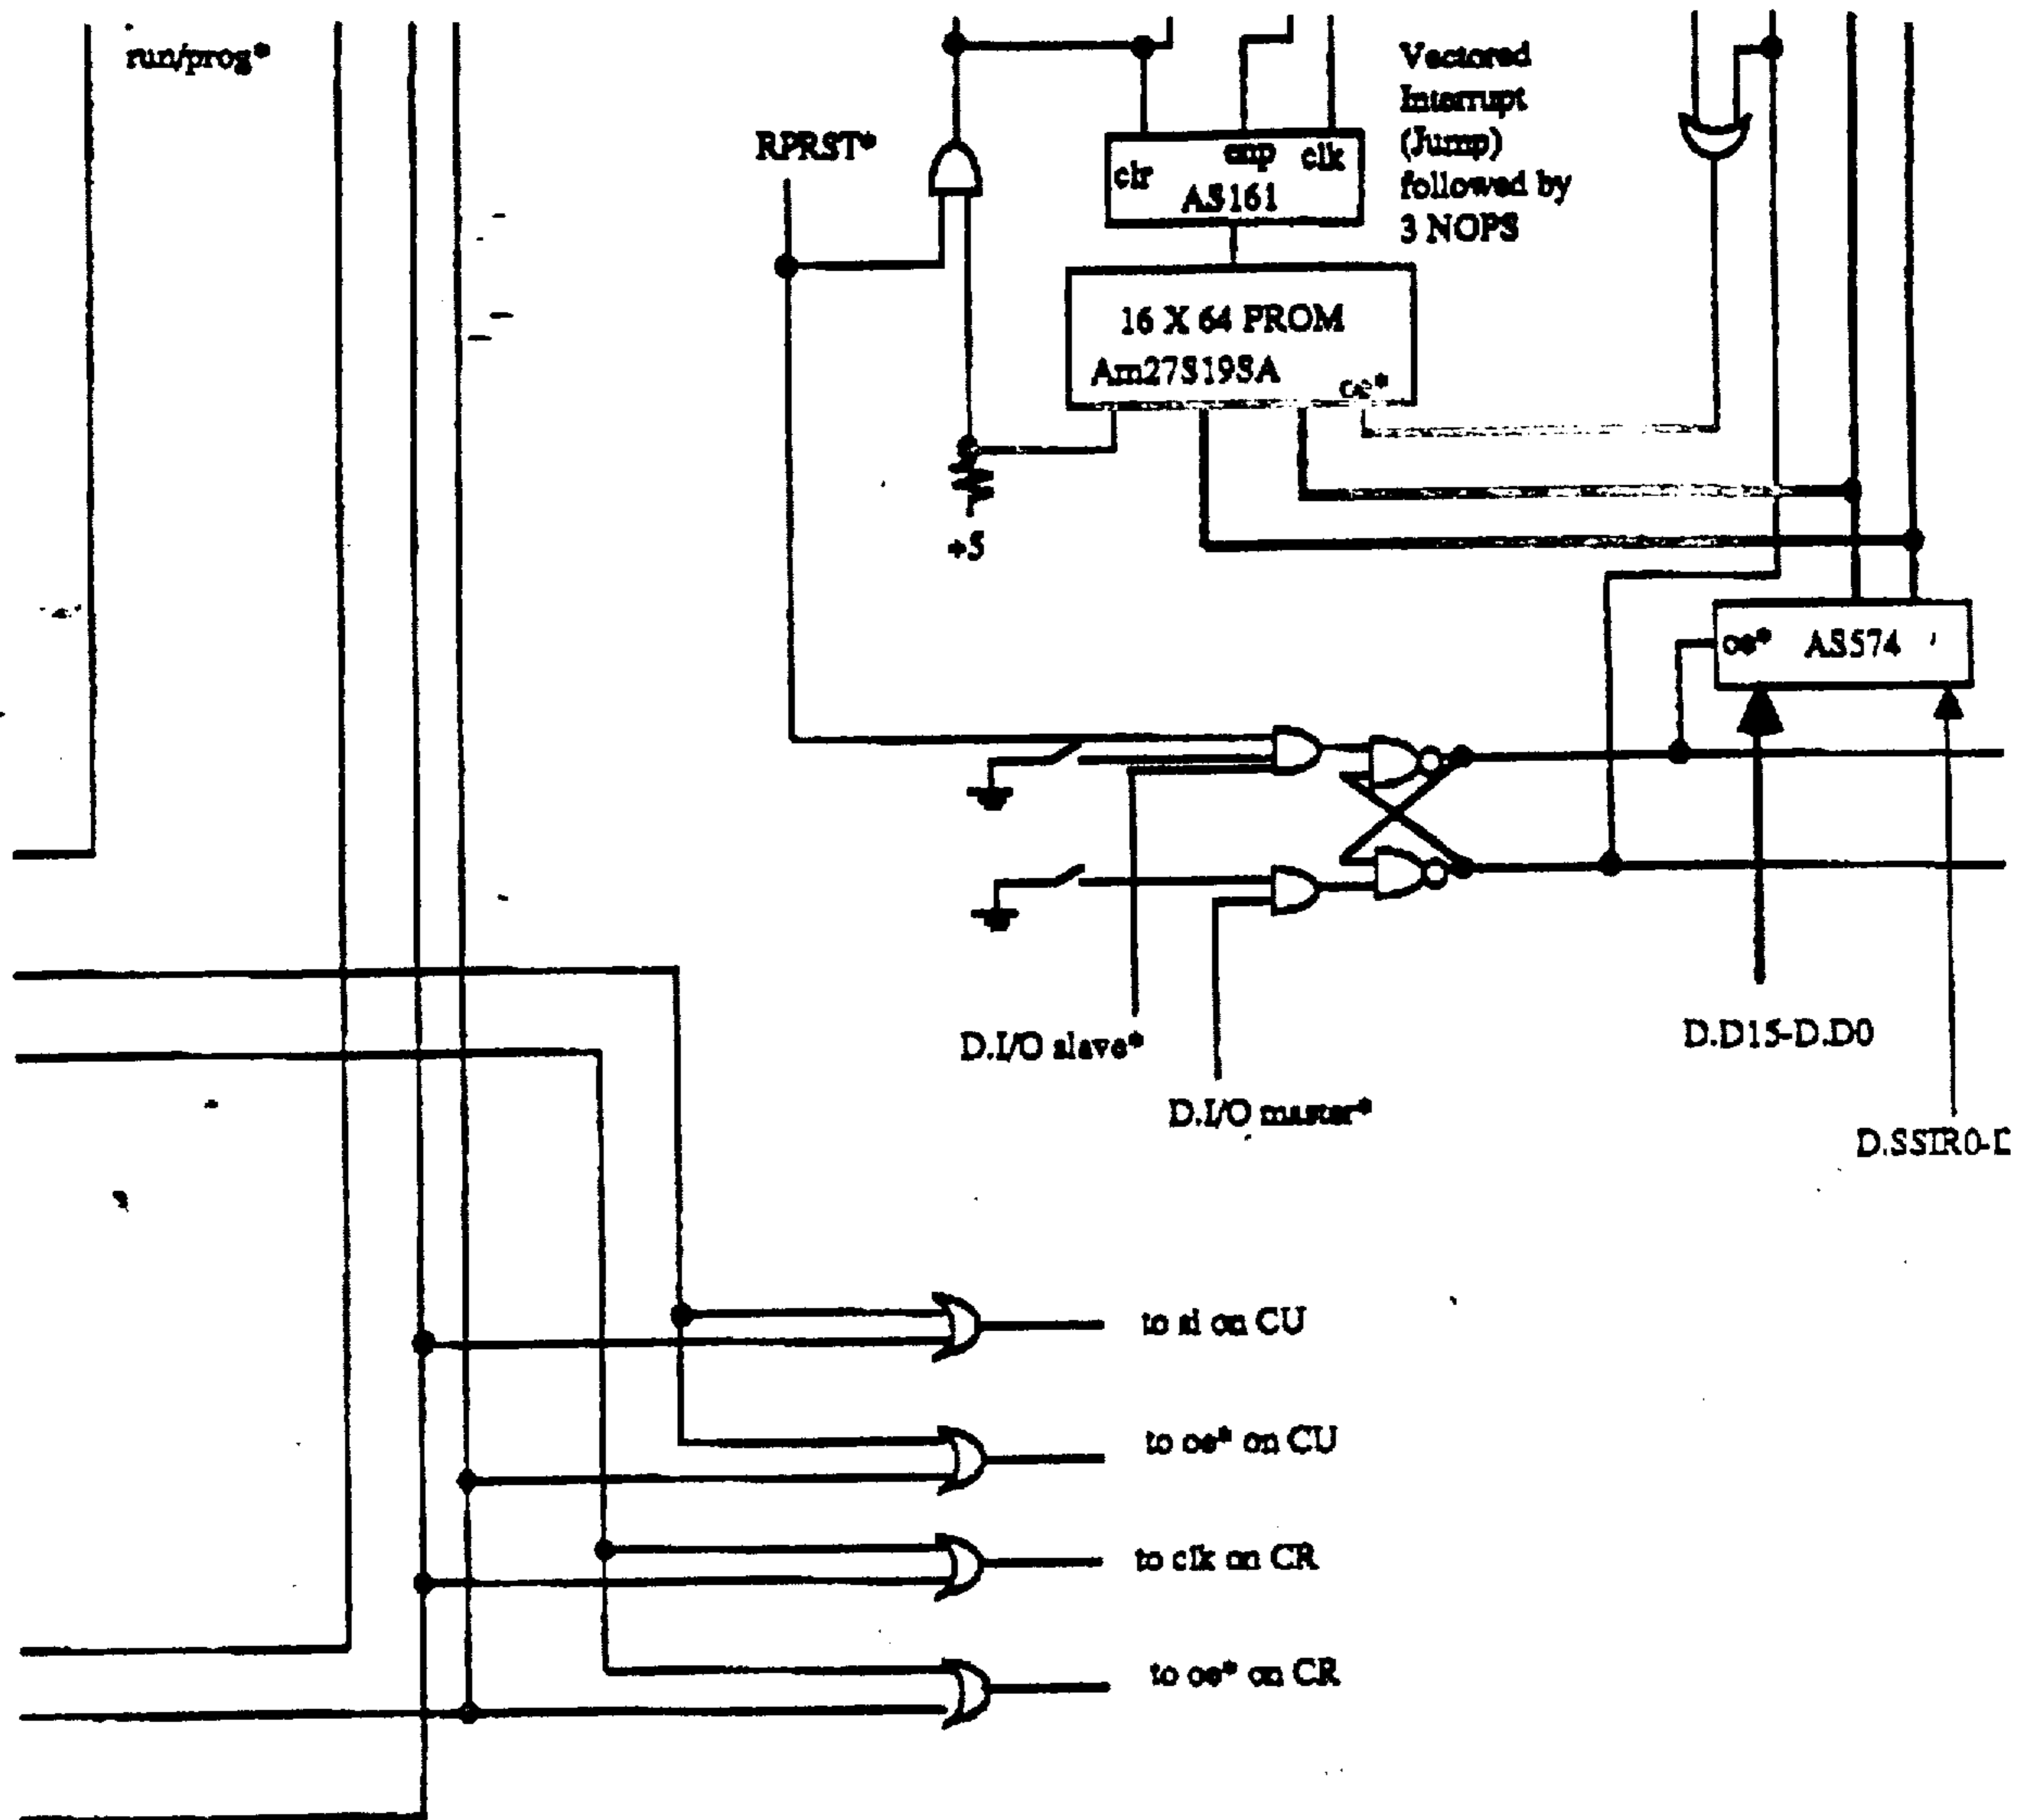 run/prog*
RPRST*
clr
clk
AS161
Vectored
Interrupt
(Jump)
followed by
3 NOPS
16 X 64 PROM
Am27S19SA
oe*
+5
oe* AS574
D.I/O slave*
D.I/O master*
D.D15-D.D0
D.SSIR0-D
to si on CU
to oe* on CU
to clk on CR
to oe* on CR